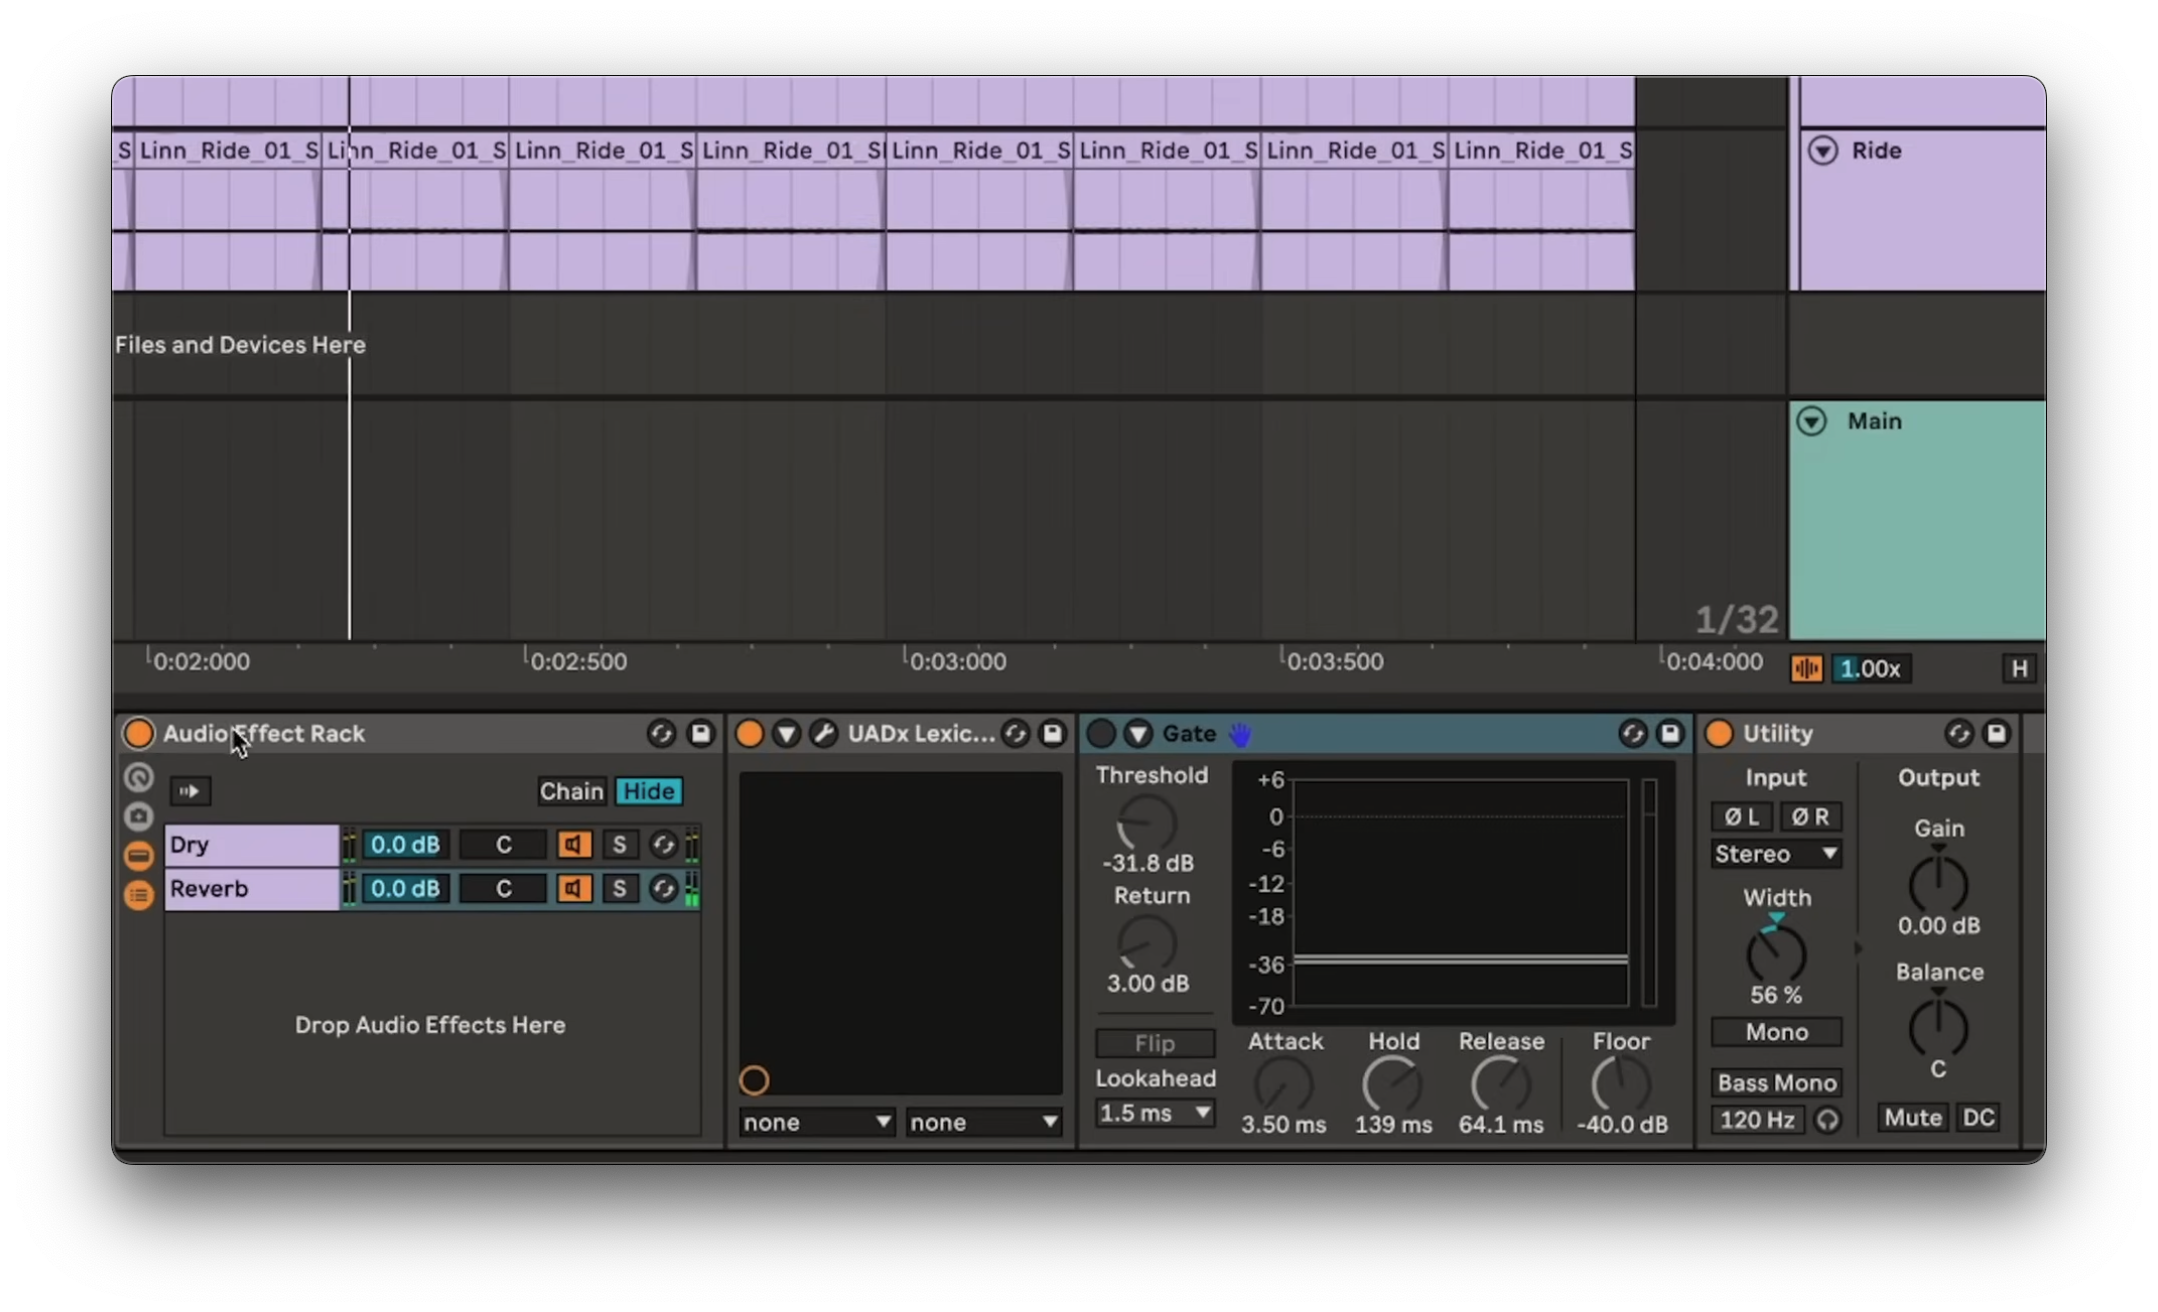 _S Linn_Ride_01_S Linn_Ride_01_S Linn_Ride_01_S Linn_Ride_01_Sl Linn_Ride_01_S Linn_Ride_01_S Linn_Ride_01_S Linn_Ride_01_S Ride
Files and Devices Here
Main
1/32
0:02:000 0:02:500 0:03:000 0:03:500 0:04:000 1.00x H
Audio Effect Rack UADx Lexic... Gate Utility
Chain Hide
Dry 0.0 dB C S
Reverb 0.0 dB C S
Drop Audio Effects Here
none none
Threshold
-31.8 dB
Return
3.00 dB
Flip
Lookahead
1.5 ms
+6
0
-6
-12
-18
-36
-70
Attack Hold Release Floor
3.50 ms 139 ms 64.1 ms -40.0 dB
Input
Ø L Ø R
Stereo
Width
56 %
Mono
Bass Mono
120 Hz
Output
Gain
0.00 dB
Balance
C
Mute DC